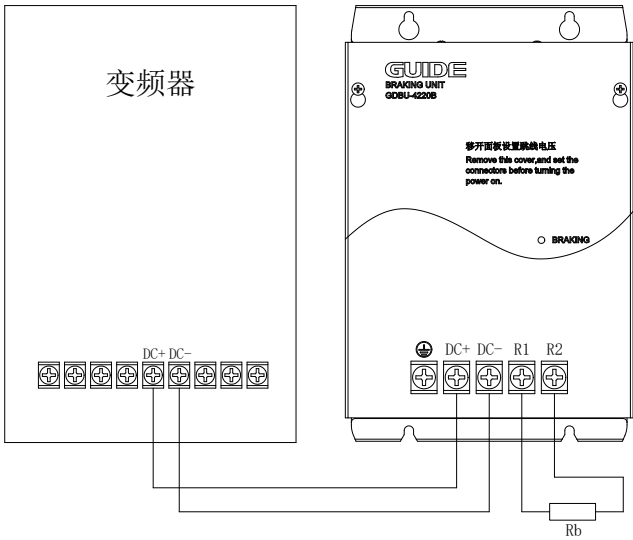 变频器
DC+ DC-
GUIDE
BRAKING UNIT
GDBU-4220B
移开面板设置跳线电压
Remove this cover,and set the
connectors before turning the
power on.
BRAKING
DC+ DC- R1 R2
Rb